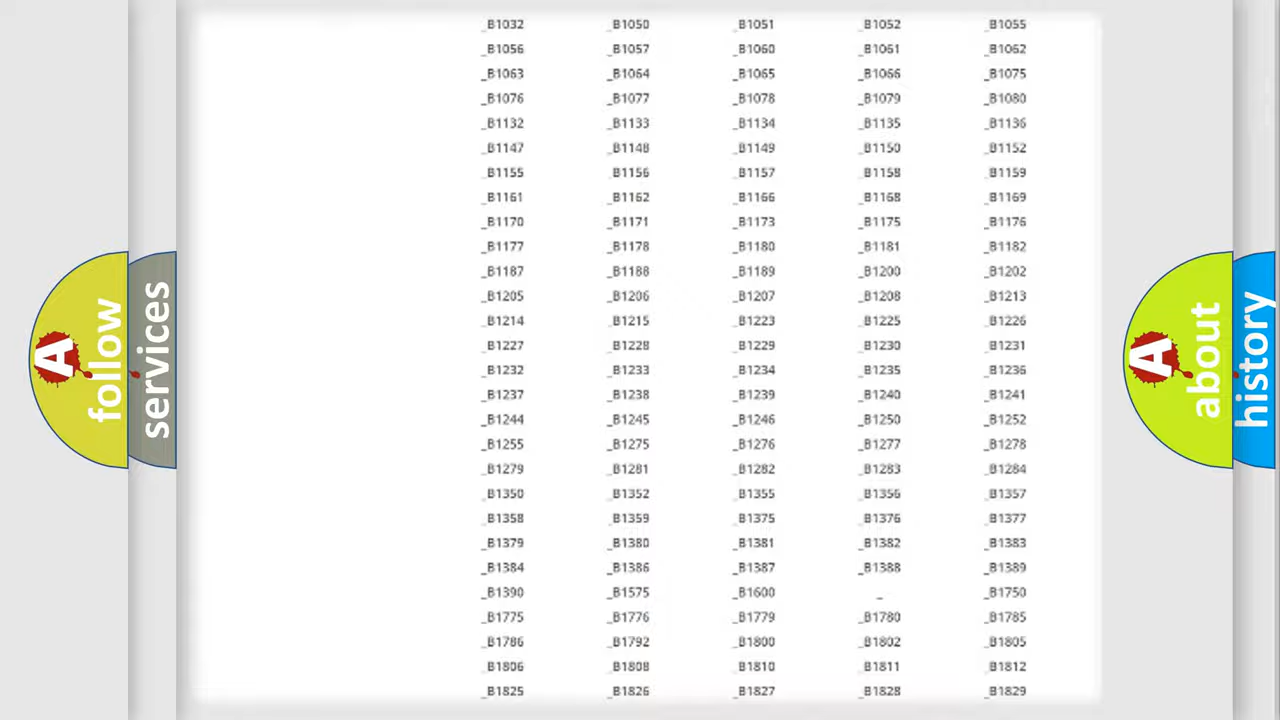 _B1032 _B1050 _B1051 _B1052 _B1055
_B1056 _B1057 _B1060 _B1061 _B1062
_B1063 _B1064 _B1065 _B1066 _B1075
_B1076 _B1077 _B1078 _B1079 _B1080
_B1132 _B1133 _B1134 _B1135 _B1136
_B1147 _B1148 _B1149 _B1150 _B1152
_B1155 _B1156 _B1157 _B1158 _B1159
_B1161 _B1162 _B1166 _B1168 _B1169
_B1170 _B1171 _B1173 _B1175 _B1176
_B1177 _B1178 _B1180 _B1181 _B1182
_B1187 _B1188 _B1189 _B1200 _B1202
_B1205 _B1206 _B1207 _B1208 _B1213
_B1214 _B1215 _B1223 _B1225 _B1226
_B1227 _B1228 _B1229 _B1230 _B1231
_B1232 _B1233 _B1234 _B1235 _B1236
_B1237 _B1238 _B1239 _B1240 _B1241
_B1244 _B1245 _B1246 _B1250 _B1252
_B1255 _B1275 _B1276 _B1277 _B1278
_B1279 _B1281 _B1282 _B1283 _B1284
_B1350 _B1352 _B1355 _B1356 _B1357
_B1358 _B1359 _B1375 _B1376 _B1377
_B1379 _B1380 _B1381 _B1382 _B1383
_B1384 _B1386 _B1387 _B1388 _B1389
_B1390 _B1575 _B1600 _ _B1750
_B1775 _B1776 _B1779 _B1780 _B1785
_B1786 _B1792 _B1800 _B1802 _B1805
_B1806 _B1808 _B1810 _B1811 _B1812
_B1825 _B1826 _B1827 _B1828 _B1829
A
follow
services
A
about
history